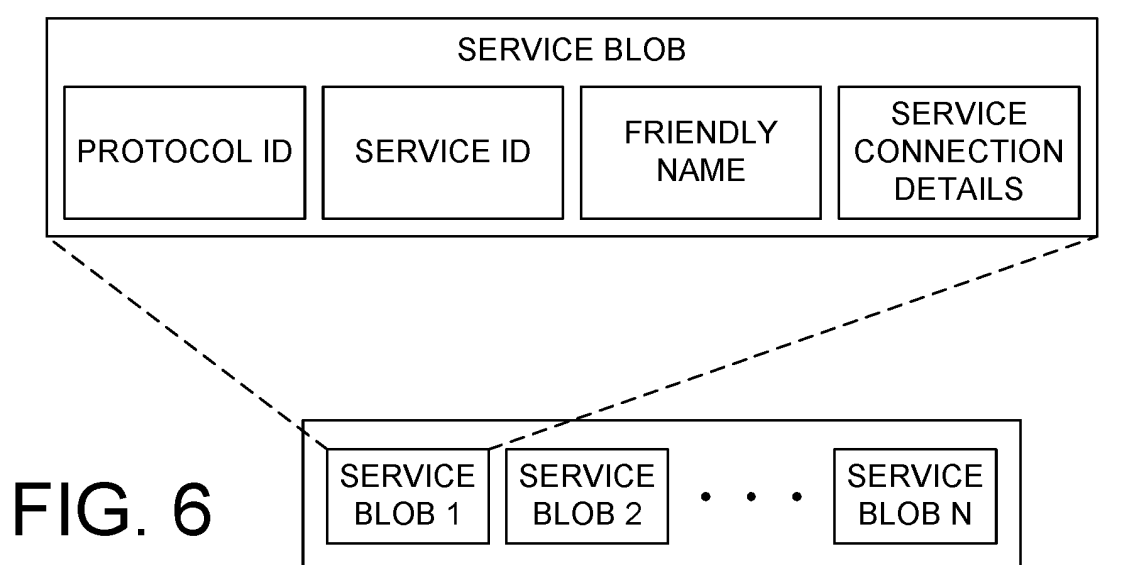 SERVICE BLOB
PROTOCOL ID
SERVICE ID
FRIENDLY
NAME
SERVICE
CONNECTION
DETAILS
SERVICE
BLOB 1
SERVICE
BLOB 2
. . .
SERVICE
BLOB N
FIG. 6